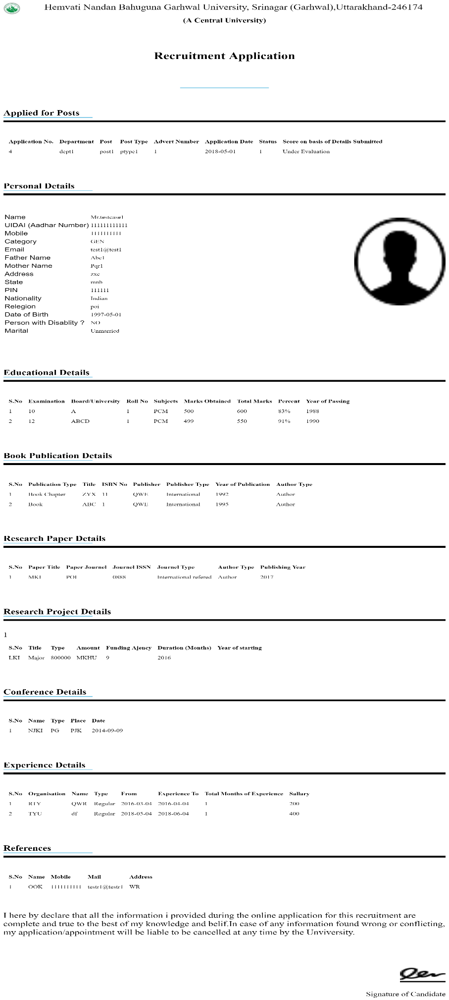 Hemvati Nandan Bahuguna Garhwal University, Srinagar (Garhwal),Uttarakhand-246174
(A Central University)
Recruitment Application
Applied for Posts
Application No. Department Post Post Type Advert Number Application Date Status Score on basis of Details Submitted
4 dept1 post1 ptype1 1 2018-05-01 1 Under Evaluation
Personal Details
Name Mr.testcase1
UIDAI (Aadhar Number) 111111111111
Mobile 1111111111
Category GEN
Email test1@test1
Father Name Abc1
Mother Name Pqr1
Address zxc
State mnb
PIN 111111
Nationality Indian
Relegion poi
Date of Birth 1997-05-01
Person with Disablity ? NO
Marital Unmarried
Educational Details
S.No Examination Board/University Roll No Subjects Marks Obtained Total Marks Percent Year of Passing
1 10 A 1 PCM 500 600 83% 1988
2 12 ABCD 1 PCM 499 550 91% 1990
Book Publication Details
S.No Publication Type Title ISBN No Publisher Publisher Type Year of Publication Author Type
1 Book Chapter ZYX 11 QWE International 1992 Author
2 Book ABC 1 QWE International 1995 Author
Research Paper Details
S.No Paper Title Paper Journel Journel ISSN Journel Type Author Type Publishing Year
1 MKI POI 0888 International refered Author 2017
Research Project Details
1
S.No Title Type Amount Funding Ajency Duration (Months) Year of starting
LKI Major 800000 MKHU 9 2016
Conference Details
S.No Name Type Place Date
1 NJKI PG PJK 2014-09-09
Experience Details
S.No Organisation Name Type From Experience To Total Months of Experience Sallary
1 RTY QWR Regular 2016-03-04 2016-04-04 1 200
2 TYU df Regular 2018-05-04 2018-06-04 1 400
References
S.No Name Mobile Mail Address
1 OOK 1111111111 testr1@testr1 WR
I here by declare that all the information i provided during the online application for this recruitment are
complete and true to the best of my knowledge and belif.In case of any information found wrong or conflicting,
my application/appointment will be liable to be cancelled at any time by the Unviversity.
Signature of Candidate